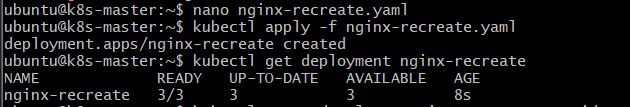 ubuntu@k8s-master:~$ nano nginx-recreate.yaml
ubuntu@k8s-master:~$ kubectl apply -f nginx-recreate.yaml
deployment.apps/nginx-recreate created
ubuntu@k8s-master:~$ kubectl get deployment nginx-recreate
NAME READY UP-TO-DATE AVAILABLE AGE
nginx-recreate 3/3 3 3 8s